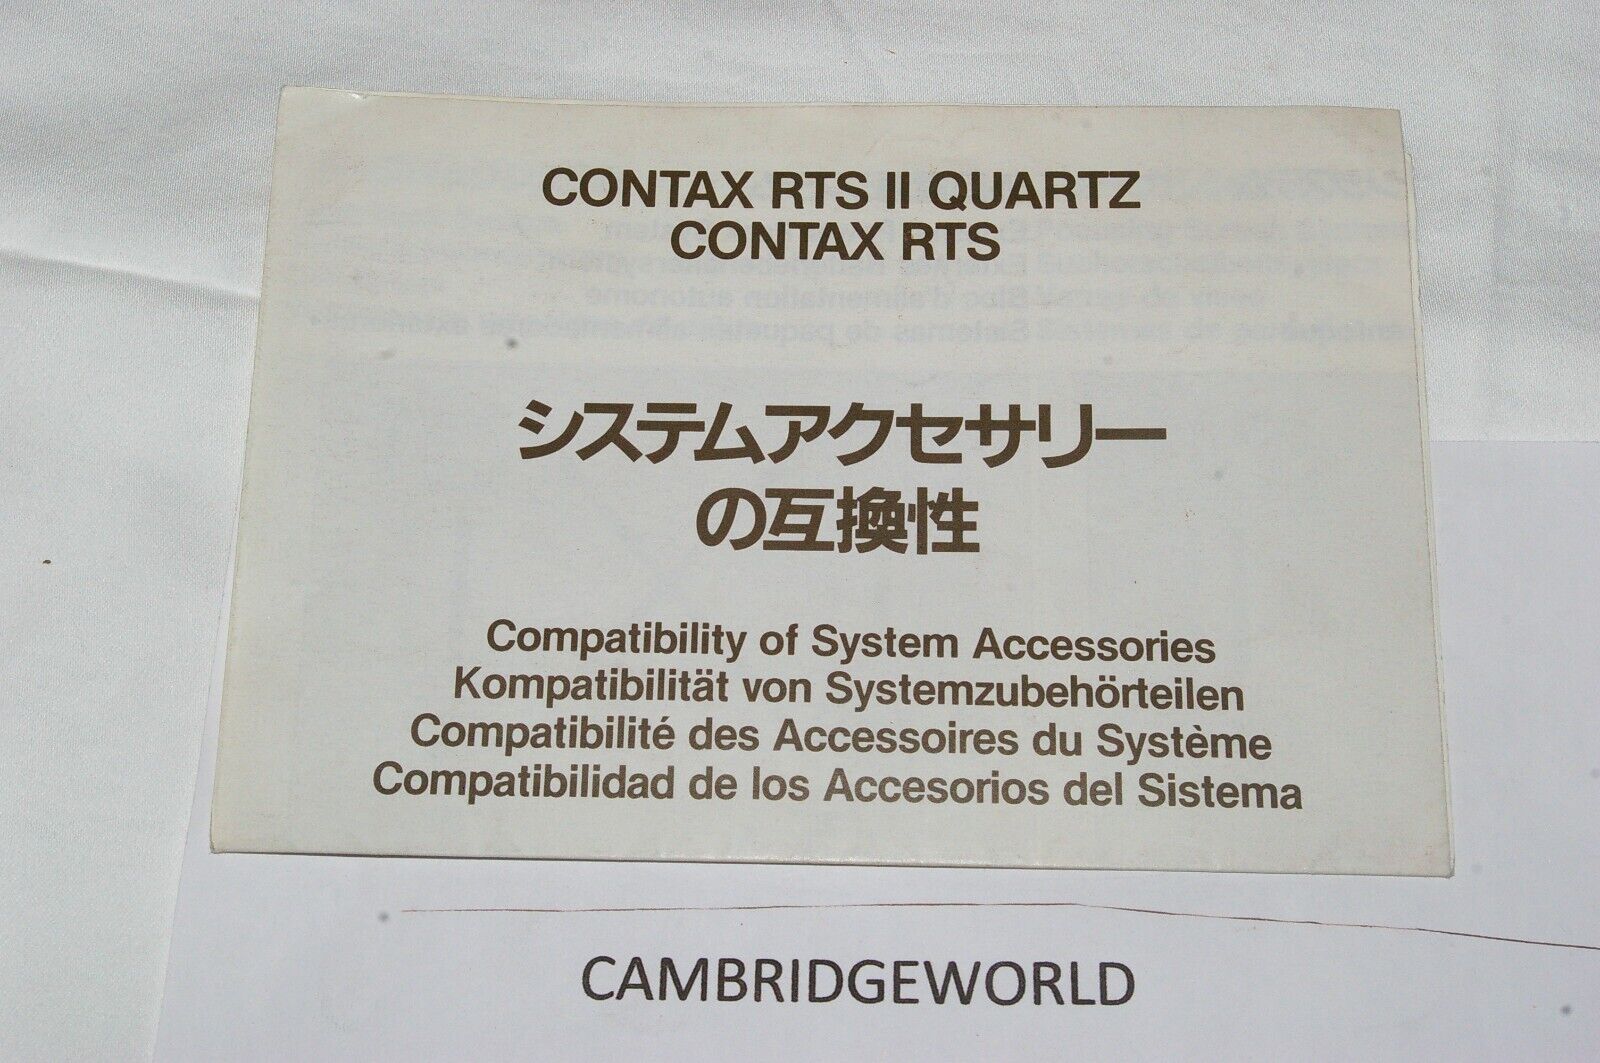 CONTAX RTS II QUARTZ
CONTAX RTS
システムアクセサリー
の互換性
Compatibility of System Accessories
Kompatibilität von Systemzubehörteilen
Compatibilité des Accessoires du Système
Compatibilidad de los Accesorios del Sistema
CAMBRIDGEWORLD